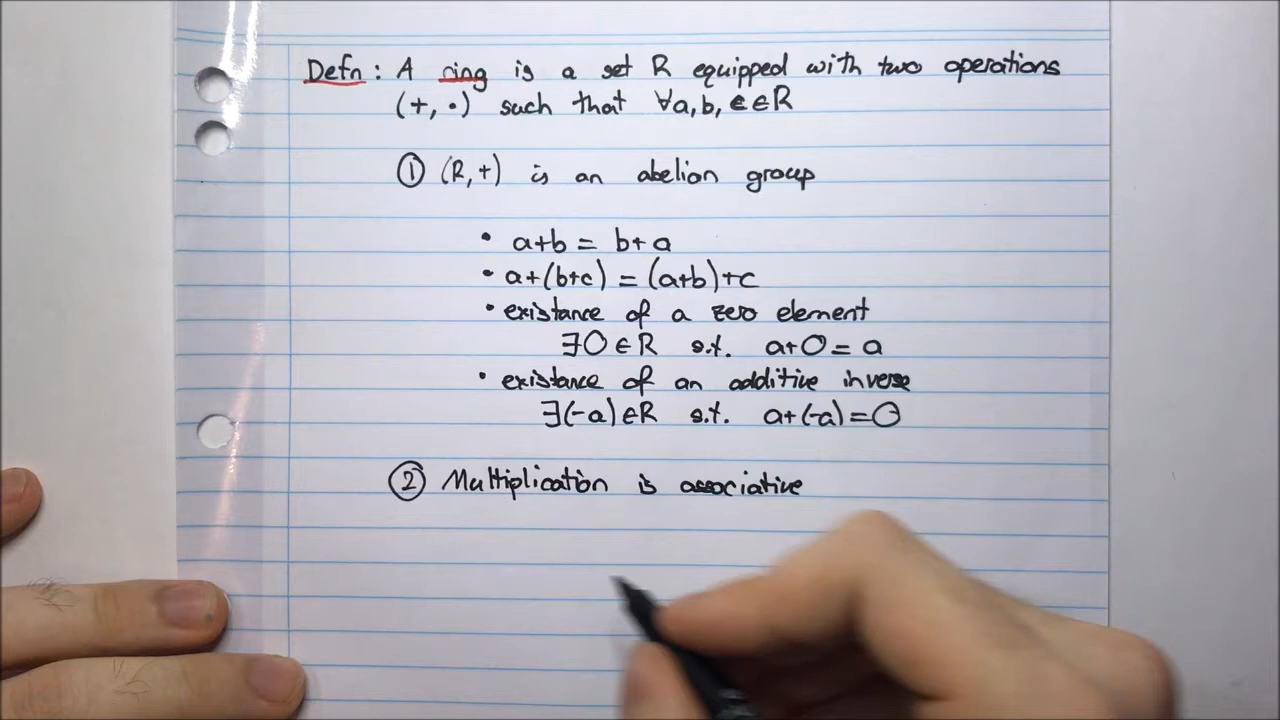 Defn: A ring is a set R equipped with two operations
(+, •) such that ∀a,b,c∈R
① (R,+) is an abelian group
• a+b = b+a
• a+(b+c) = (a+b)+c
• existance of a zero element
∃0∈R s.t. a+0=a
• existance of an additive inverse
∃(-a)∈R s.t. a+(-a)=0
② Multiplication is associative